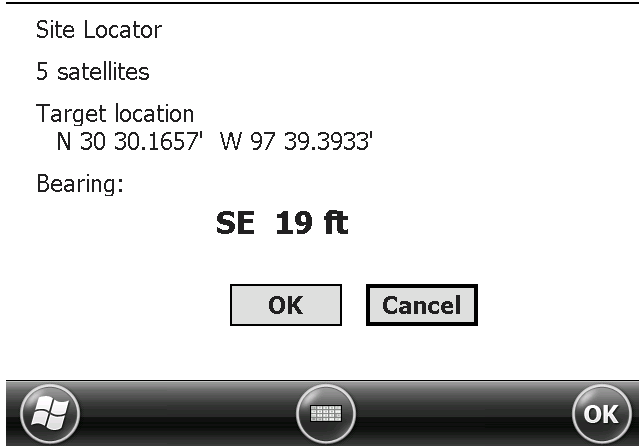 Site Locator
5 satellites
Target location
N 30 30.1657' W 97 39.3933'
Bearing:
SE 19 ft
OK Cancel
OK